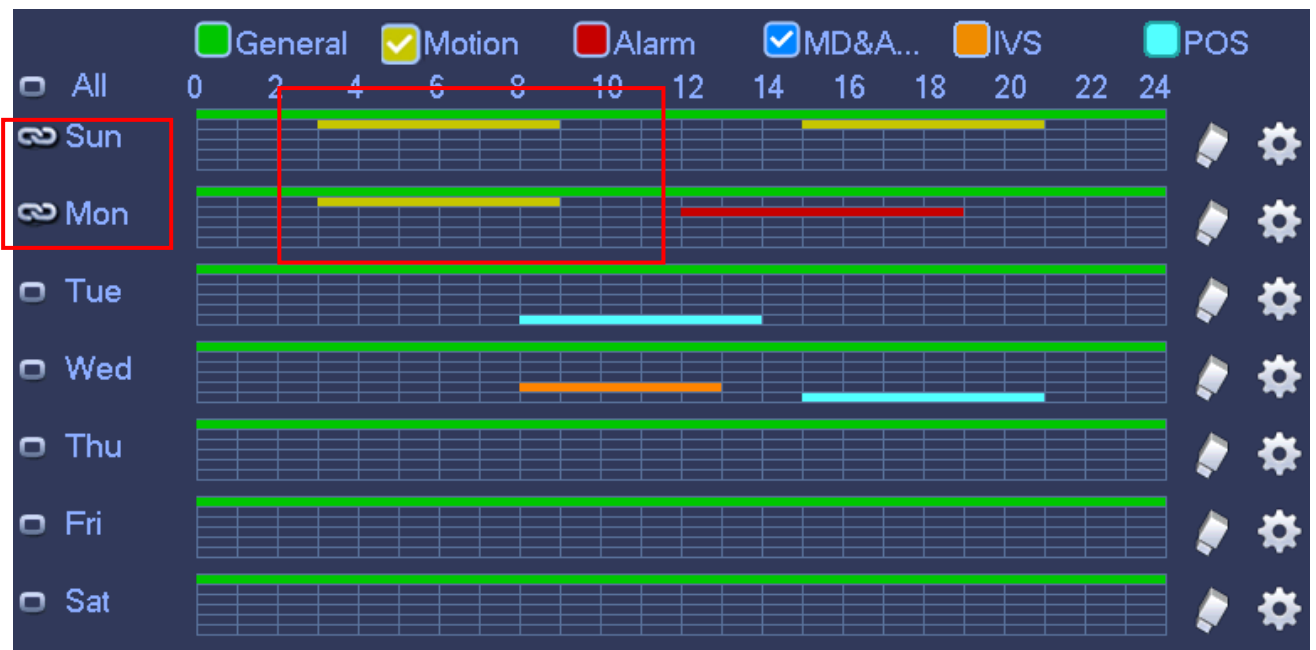 General Motion Alarm MD&A... IVS POS
All 0 2 4 6 8 10 12 14 16 18 20 22 24
Sun
Mon
Tue
Wed
Thu
Fri
Sat